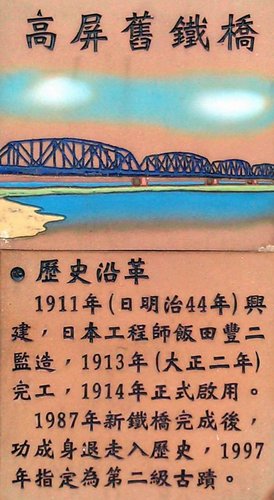 高屏舊鐵橋
歷史沿革
1911年(日明治44年)興
建，日本工程師飯田豐二
監造，1913年(大正二年)
完工，1914年正式啟用。
1987年新鐵橋完成後，
功成身退走入歷史，1997
年指定為第二級古蹟。